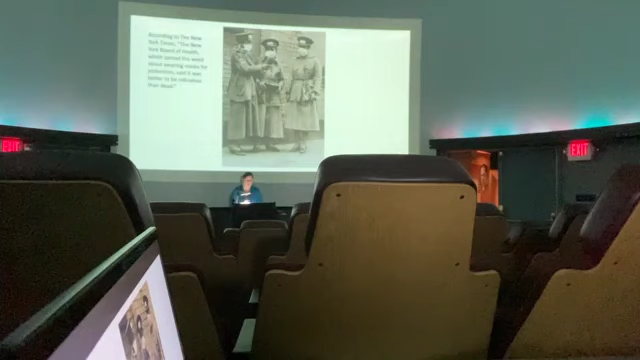 According to The New
York Times, "The New
York Board of Health,
which spread this word
about wearing masks for
protection, said it was
better to be ridiculous
than dead."
EXIT
EXIT